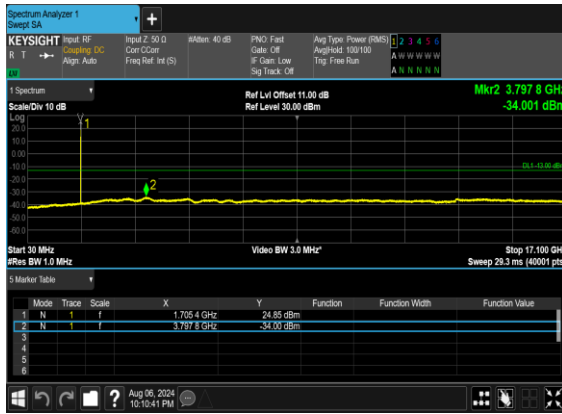 Spectrum Analyzer 1
Swept SA
+
KEYSIGHT Input: RF Input Z: 50 Ω #Atten: 40 dB PNO: Fast Avg Type: Power (RMS) 1 2 3 4 5 6
R T Coupling: DC Corr CCorr Gate: Off Avg|Hold: 100/100 A W W W W W
Align: Auto Freq Ref: Int (S) IF Gain: Low Trig: Free Run
Sig Track: Off A N N N N N
1 Spectrum Ref Lvl Offset 11.00 dB Mkr2 3.797 8 GHz
Scale/Div 10 dB Ref Level 30.00 dBm -34.001 dBm
Log
1
20.0
10.0
0.00
-10.0
DL1 -13.00 dBm
-20.0
-30.0
2
-40.0
-50.0
-60.0
Start 30 MHz Video BW 3.0 MHz* Stop 17.100 GHz
#Res BW 1.0 MHz Sweep 29.3 ms (40001 pts)
5 Marker Table
Mode Trace Scale X Y Function Function Width Function Value
1 N 1 f 1.705 4 GHz 24.85 dBm
2 N 1 f 3.797 8 GHz -34.00 dBm
3
4
5
6
? Aug 06, 2024
10:10:41 PM